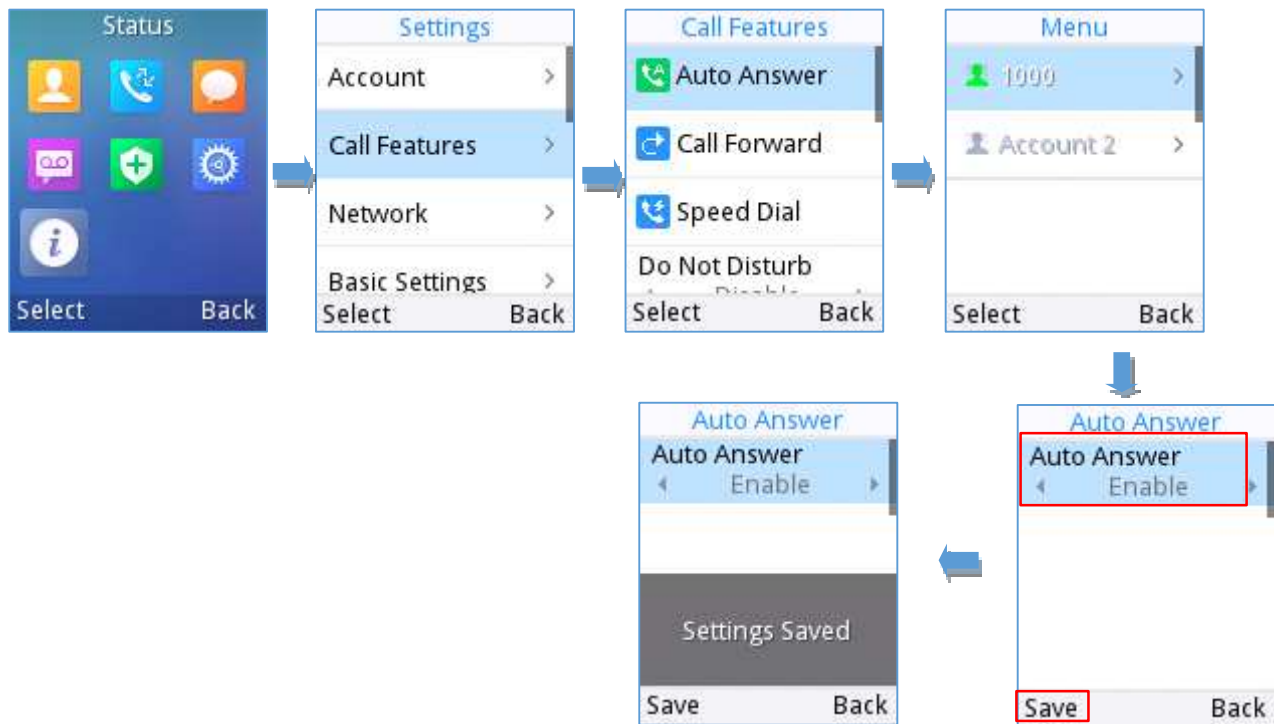 Status
Select Back
Settings
Account
Call Features
Network
Basic Settings
Select Back
Call Features
Auto Answer
Call Forward
Speed Dial
Do Not Disturb
Disable
Select Back
Menu
1000
Account 2
Select Back
Auto Answer
Auto Answer
Enable
Save Back
Auto Answer
Auto Answer
Enable
Settings Saved
Save Back